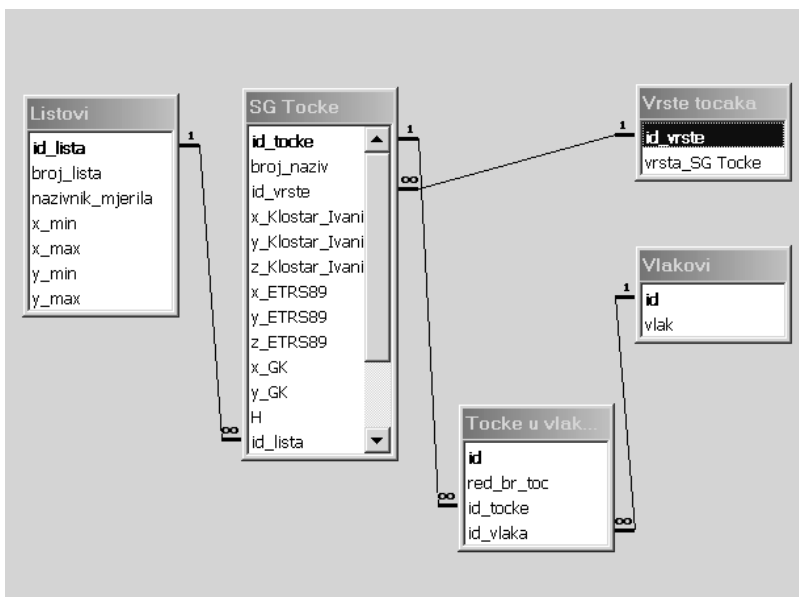 Listovi
id_lista
broj_lista
nazivnik_mjerila
x_min
x_max
y_min
y_max
SG Tocke
id_tocke
broj_naziv
id_vrste
x_Klostar_Ivani
y_Klostar_Ivani
z_Klostar_Ivani
x_ETRS89
y_ETRS89
z_ETRS89
x_GK
y_GK
H
id_lista
Vrste tocaka
id_vrste
vrsta_SG Tocke
Vlakovi
id
vlak
Tocke u vlak...
id
red_br_toc
id_tocke
id_vlaka
1
∞
1
∞
1
∞
1
∞